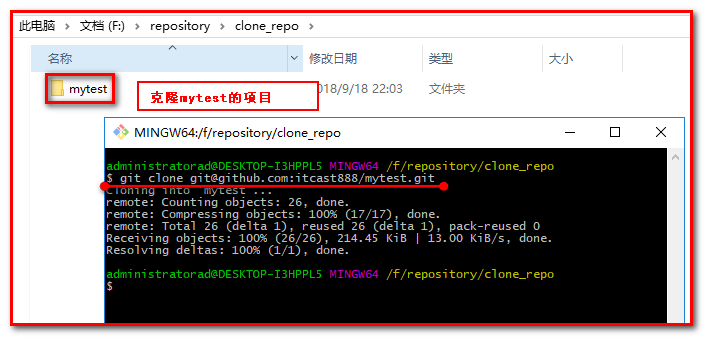 此电脑 › 文档 (F:) › repository › clone_repo ›
名称 修改日期 类型 大小
mytest 2018/9/18 22:03 文件夹
克隆mytest的项目
MINGW64:/f/repository/clone_repo
administratorad@DESKTOP-I3HPPL5 MINGW64 /f/repository/clone_repo
$ git clone git@github.com:itcast888/mytest.git
Cloning into 'mytest'...
remote: Counting objects: 26, done.
remote: Compressing objects: 100% (17/17), done.
remote: Total 26 (delta 1), reused 26 (delta 1), pack-reused 0
Receiving objects: 100% (26/26), 214.45 KiB | 13.00 KiB/s, done.
Resolving deltas: 100% (1/1), done.
administratorad@DESKTOP-I3HPPL5 MINGW64 /f/repository/clone_repo
$